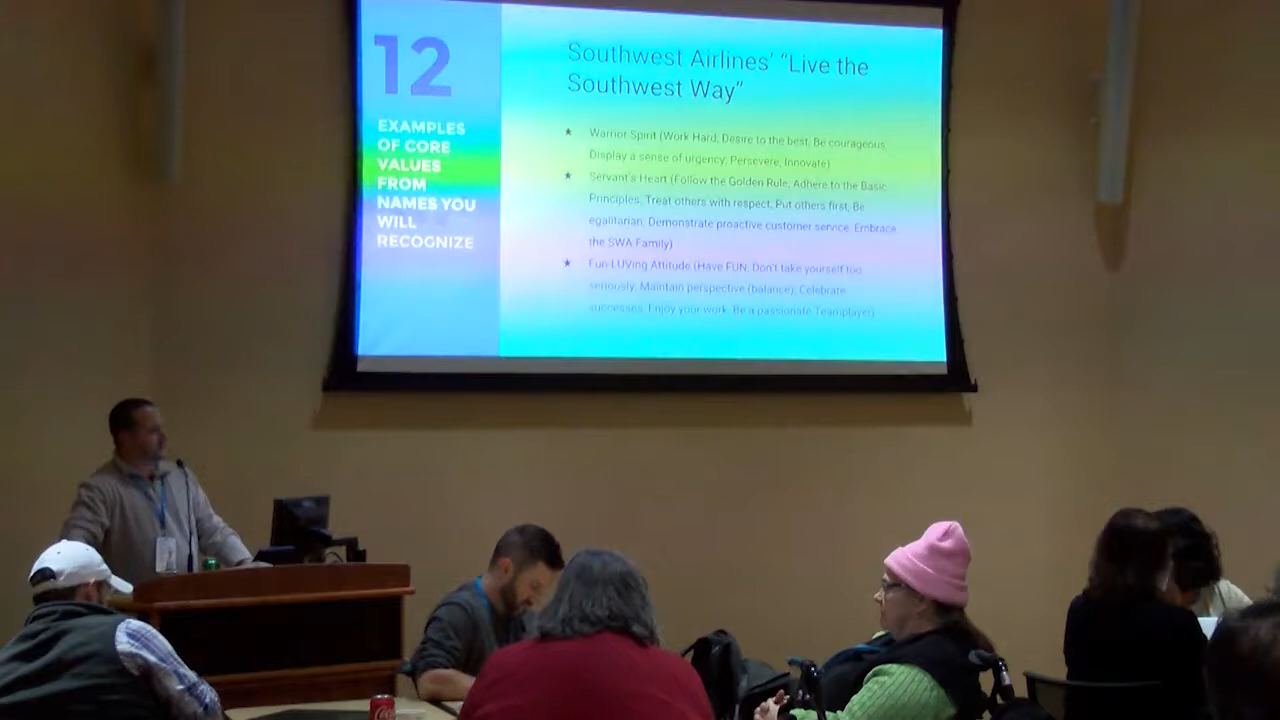 12
EXAMPLES
OF CORE
VALUES
FROM
NAMES YOU
WILL
RECOGNIZE
Southwest Airlines' "Live the
Southwest Way"
★ Warrior Spirit (Work Hard, Desire to the best, Be courageous,
Display a sense of urgency, Persevere, Innovate)
★ Servant's Heart (Follow the Golden Rule, Adhere to the Basic
Principles, Treat others with respect, Put others first, Be
egalitarian, Demonstrate proactive customer service, Embrace
the SWA Family)
★ Fun-LUVing Attitude (Have FUN, Don't take yourself too
seriously, Maintain perspective (balance), Celebrate
successes, Enjoy your work, Be a passionate Teamplayer)